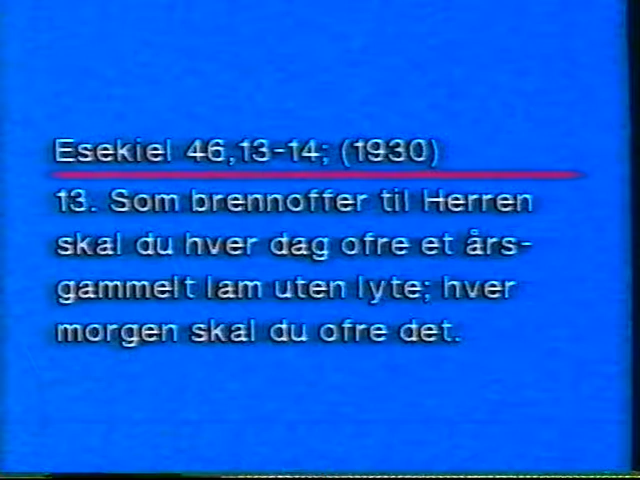 Esekiel 46,13-14; (1930)
13. Som brennoffer til Herren
skal du hver dag ofre et års-
gammelt lam uten lyte; hver
morgen skal du ofre det.